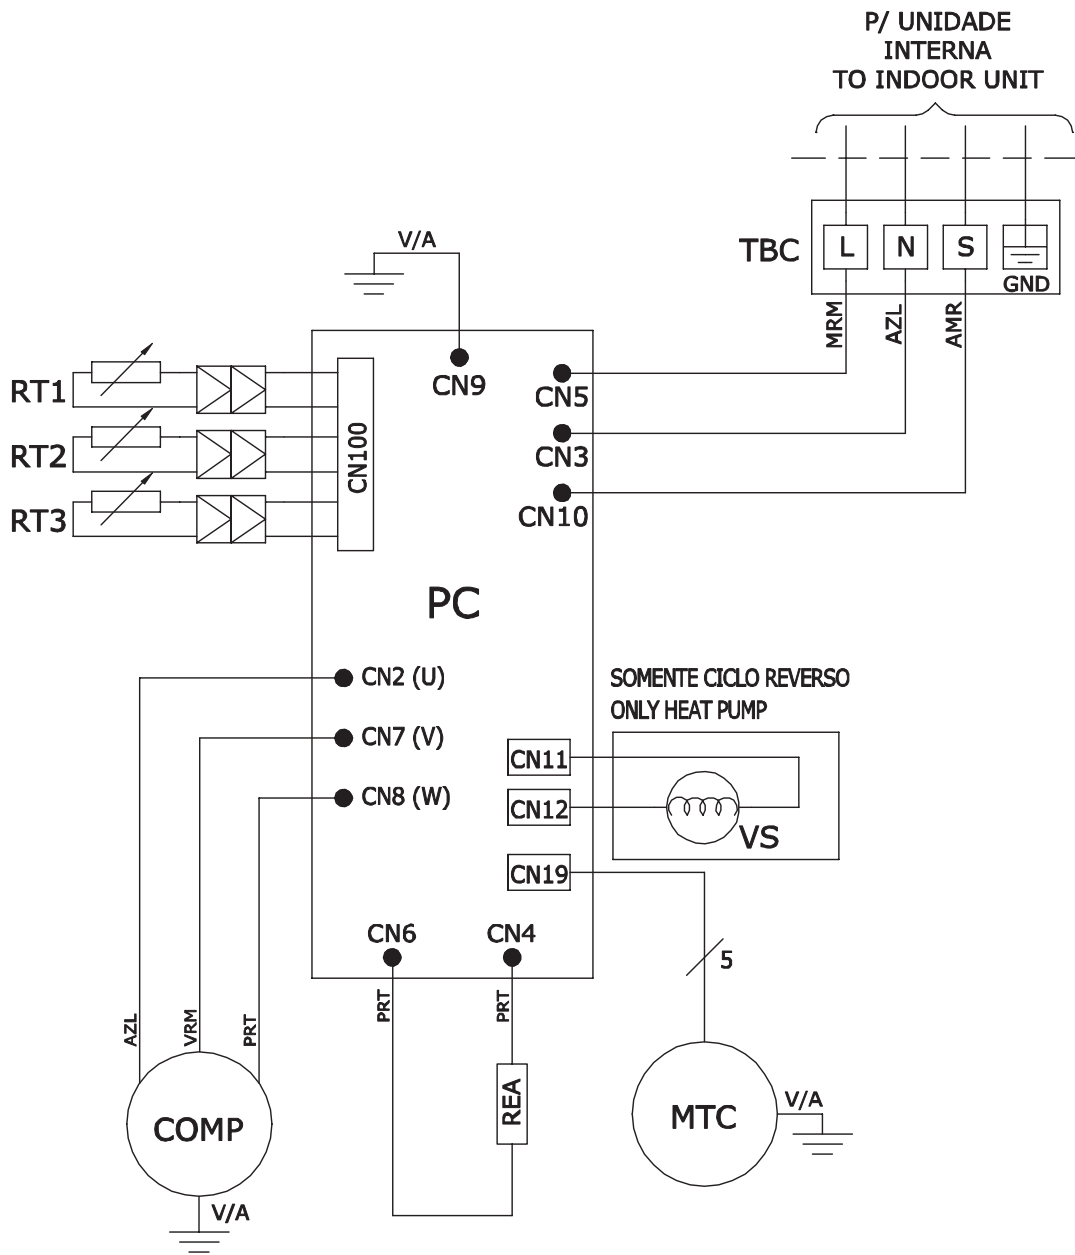 P/ UNIDADE
INTERNA
TO INDOOR UNIT
TBC
L
N
S
GND
MRM
AZL
AMR
V/A
CN9
CN5
CN3
CN10
RT1
RT2
RT3
CN100
PC
CN2 (U)
CN7 (V)
CN8 (W)
SOMENTE CICLO REVERSO
ONLY HEAT PUMP
CN11
CN12
CN19
VS
CN6
CN4
5
PRT
PRT
AZL
VRM
PRT
REA
COMP
V/A
MTC
V/A